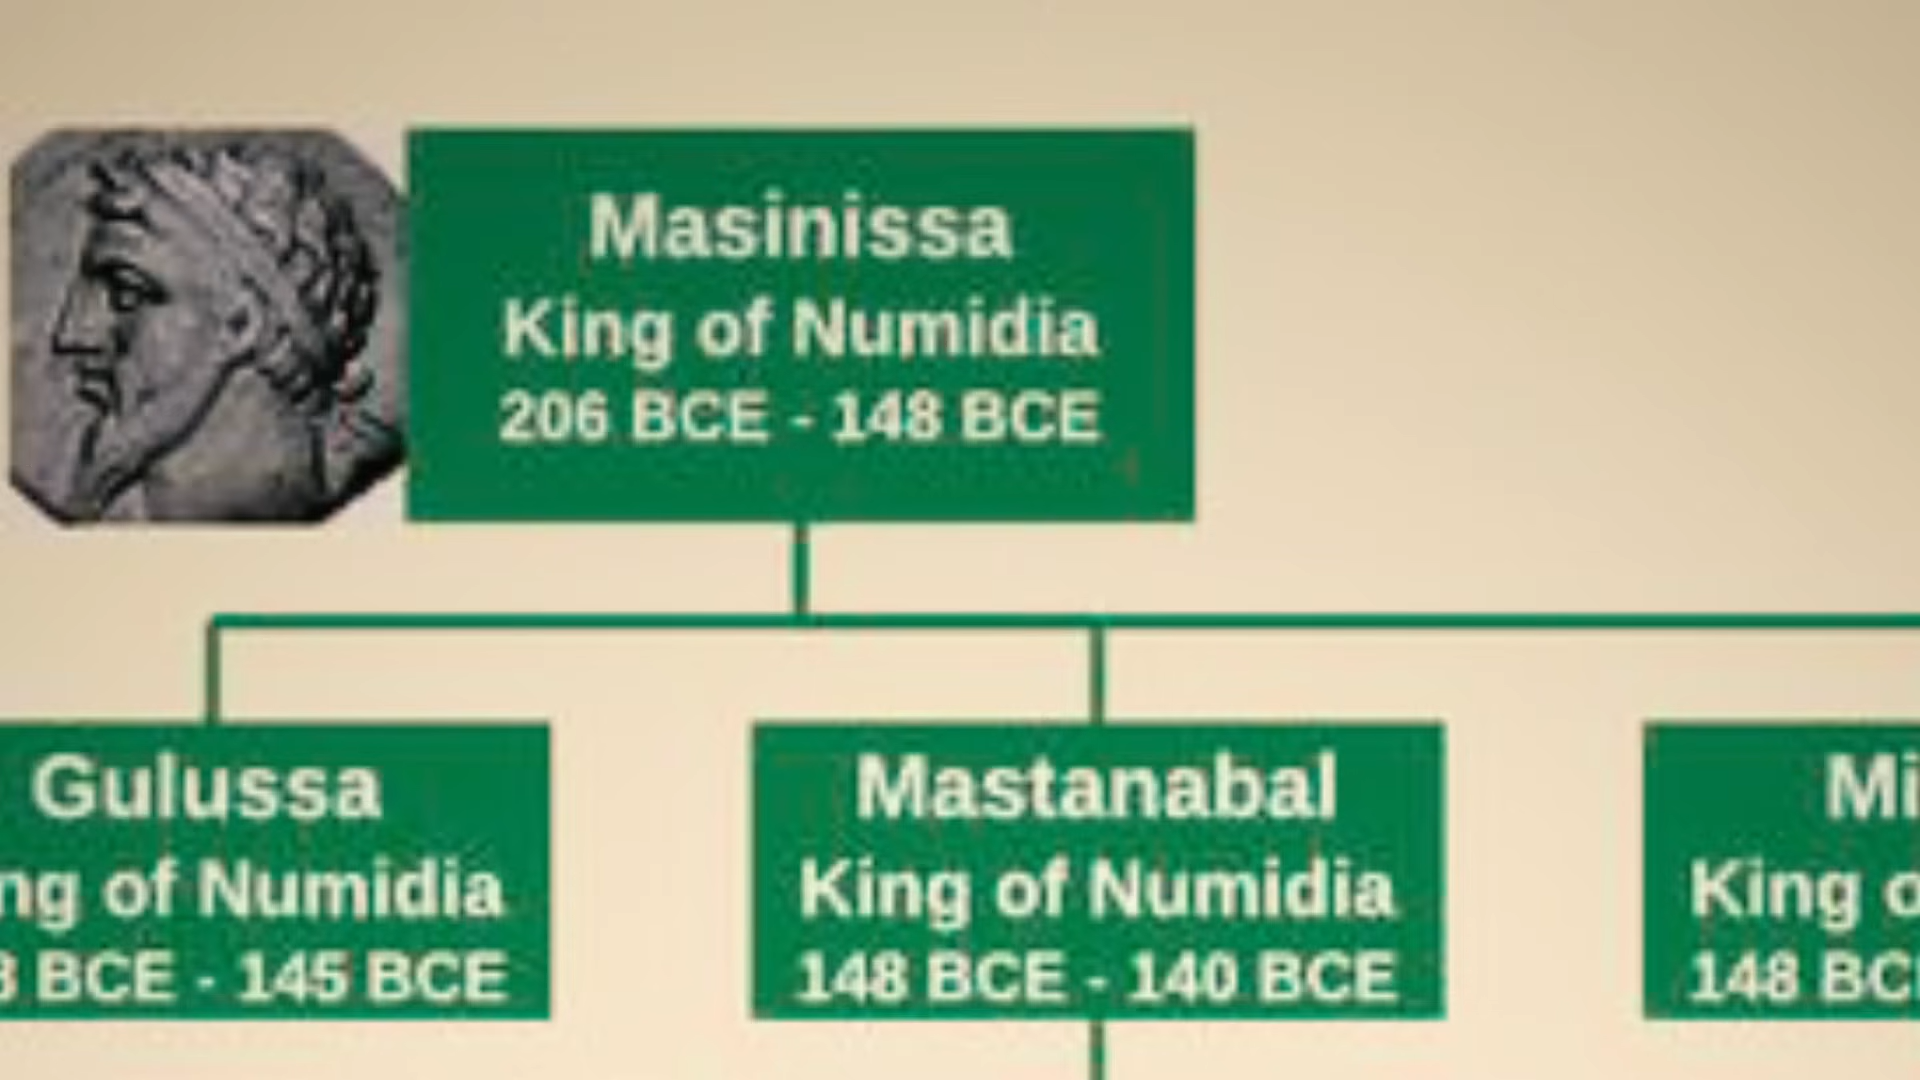 Masinissa
King of Numidia
206 BCE - 148 BCE
Gulussa
of Numidia
BCE - 145 BCE
Mastanabal
King of Numidia
148 BCE - 140 BCE
King
148